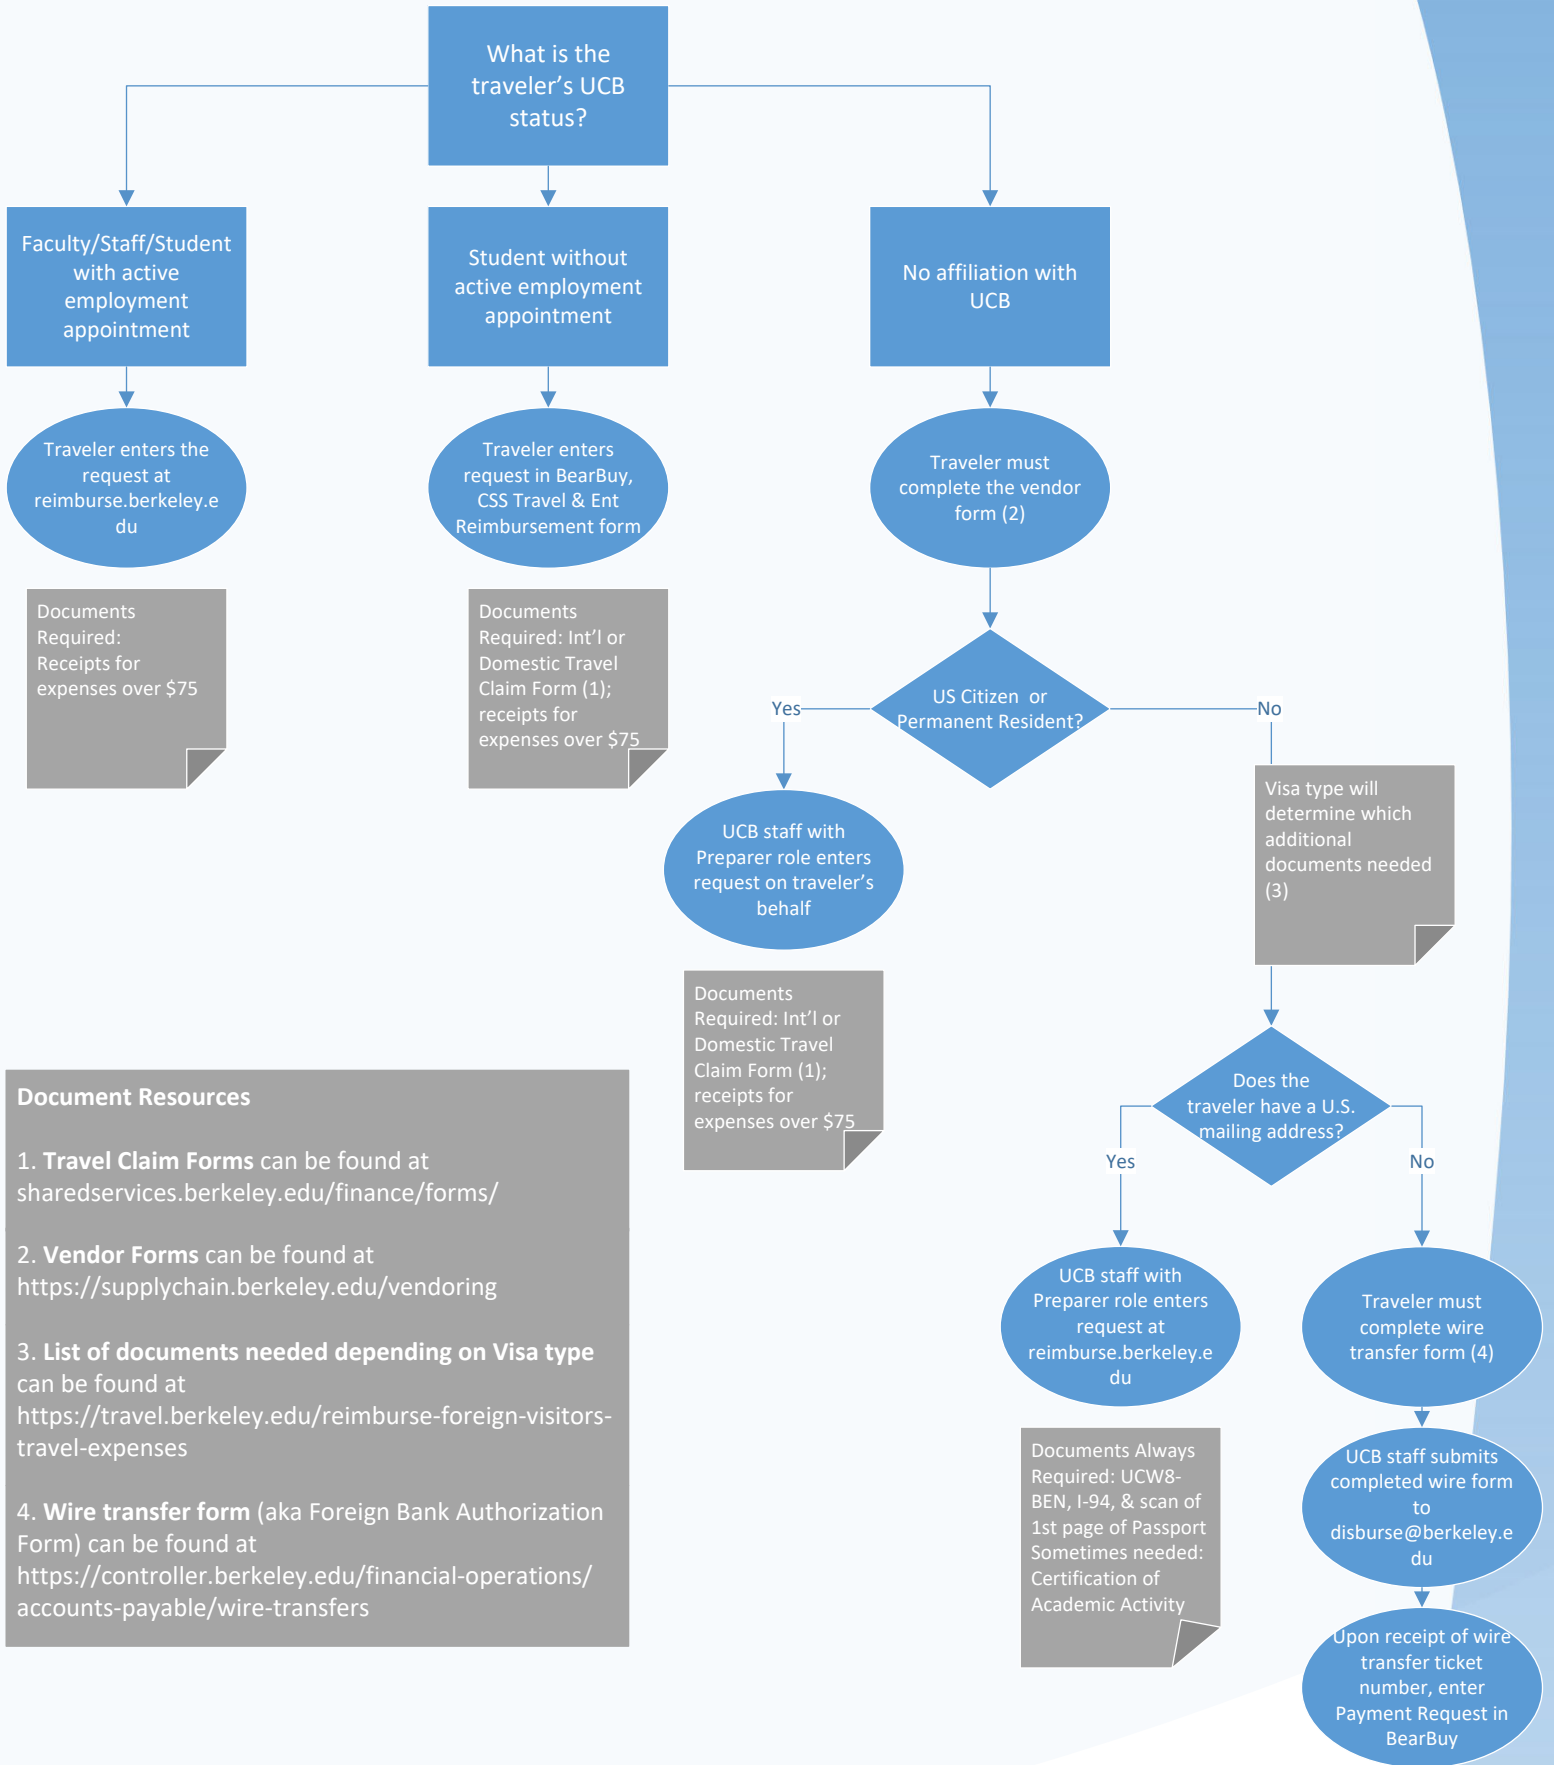 What is the
traveler’s UCB
status?
Faculty/Staff/Student
with active
employment
appointment
Student without
active employment
appointment
No affiliation with
UCB
Traveler enters the
request at
reimburse.berkeley.e
du
Traveler enters
request in BearBuy,
CSS Travel & Ent
Reimbursement form
Traveler must
complete the vendor
form (2)
Documents
Required:
Receipts for
expenses over $75
Documents
Required: Int’l or
Domestic Travel
Claim Form (1);
receipts for
expenses over $75
US Citizen or
Permanent Resident?
Yes
No
UCB staff with
Preparer role enters
request on traveler’s
behalf
Visa type will
determine which
additional
documents needed
(3)
Documents
Required: Int’l or
Domestic Travel
Claim Form (1);
receipts for
expenses over $75
Does the
traveler have a U.S.
mailing address?
Yes
No
UCB staff with
Preparer role enters
request at
reimburse.berkeley.e
du
Traveler must
complete wire
transfer form (4)
Documents Always
Required: UCW8-
BEN, I-94, & scan of
1st page of Passport
Sometimes needed:
Certification of
Academic Activity
UCB staff submits
completed wire form
to
disburse@berkeley.e
du
Upon receipt of wire
transfer ticket
number, enter
Payment Request in
BearBuy
Document Resources
1. Travel Claim Forms can be found at
sharedservices.berkeley.edu/finance/forms/
2. Vendor Forms can be found at
https://supplychain.berkeley.edu/vendoring
3. List of documents needed depending on Visa type
can be found at
https://travel.berkeley.edu/reimburse-foreign-visitors-
travel-expenses
4. Wire transfer form (aka Foreign Bank Authorization
Form) can be found at
https://controller.berkeley.edu/financial-operations/
accounts-payable/wire-transfers